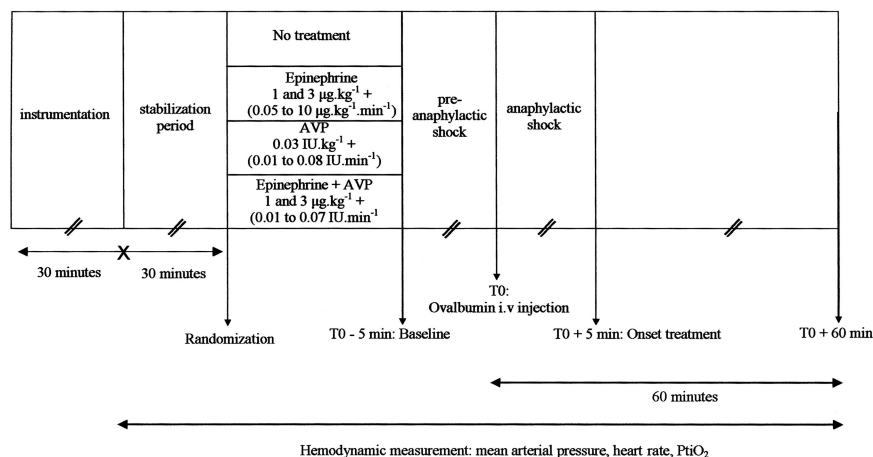 instrumentation
stabilization
period
No treatment
Epinephrine
1 and 3 µg.kg⁻¹ +
(0.05 to 10 µg.kg⁻¹.min⁻¹)
AVP
0.03 IU.kg⁻¹ +
(0.01 to 0.08 IU.min⁻¹)
Epinephrine + AVP
1 and 3 µg.kg⁻¹ +
(0.01 to 0.07 IU.min⁻¹
pre-
anaphylactic
shock
anaphylactic
shock
30 minutes
X
30 minutes
T0:
Ovalbumin i.v injection
Randomization
T0 - 5 min: Baseline
T0 + 5 min: Onset treatment
T0 + 60 min
60 minutes
Hemodynamic measurement: mean arterial pressure, heart rate, PtiO₂